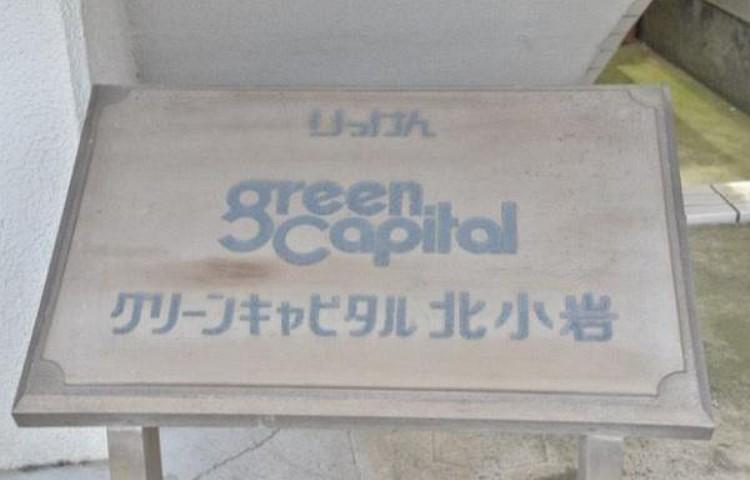 りっけん
green
Capital
グリーンキャピタル 北小岩